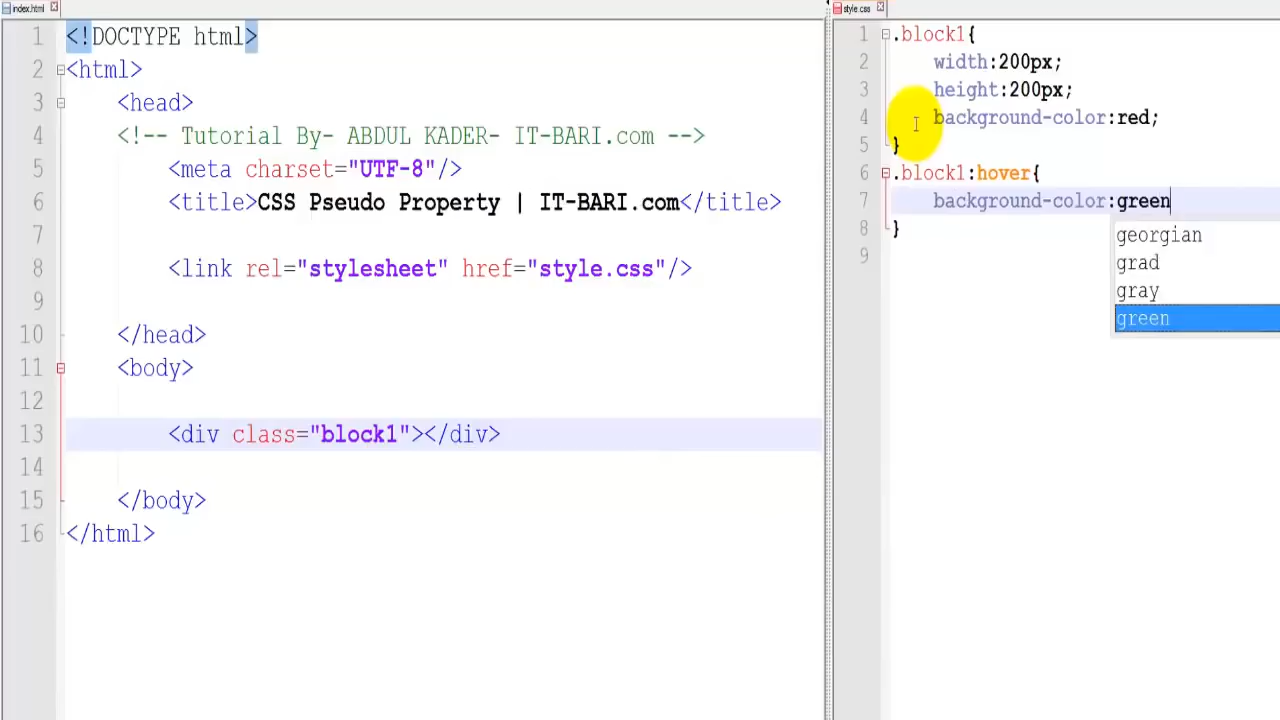 index.html
1 <!DOCTYPE html>
2 <html>
3 <head>
4 <!-- Tutorial By- ABDUL KADER- IT-BARI.com -->
5 <meta charset="UTF-8"/>
6 <title>CSS Pseudo Property | IT-BARI.com</title>
7
8 <link rel="stylesheet" href="style.css"/>
9
10 </head>
11 <body>
12
13 <div class="block1"></div>
14
15 </body>
16 </html>
style.css
1 .block1{
2 width:200px;
3 height:200px;
4 background-color:red;
5 }
6 .block1:hover{
7 background-color:green
8 }
9
georgian
grad
gray
green